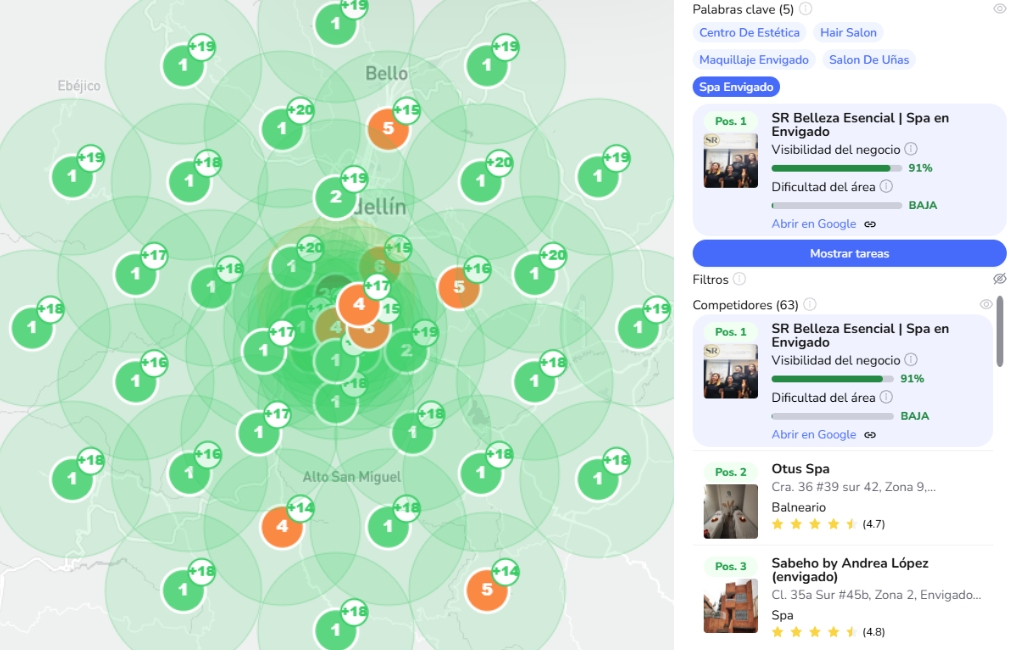 +19
1
+19
1
+19
1
Bello
Ebéjico
+20
1
+15
5
+19
1
+18
1
+20
1
+19
1
+19
2
dellín
+17
1
+20
1
+15
6
+18
1
+16
5
+20
1
+17
4
15
4
6
+18
1
+17
1
1
+19
2
+19
1
+16
1
+18
1
18
1
+17
1
+18
1
+18
1
+16
1
Alto San Miguel
+18
1
+18
1
+14
4
+18
1
+18
1
+14
5
+18
1
Palabras clave (5)
Centro De Estética
Hair Salon
Maquillaje Envigado
Salon De Uñas
Spa Envigado
Pos. 1
SR Belleza Esencial | Spa en
Envigado
SR
Visibilidad del negocio
91%
Dificultad del área
BAJA
Abrir en Google
Mostrar tareas
Filtros
Competidores (63)
Pos. 1
SR Belleza Esencial | Spa en
Envigado
SR
Visibilidad del negocio
91%
Dificultad del área
BAJA
Abrir en Google
Pos. 2
Otus Spa
Cra. 36 #39 sur 42, Zona 9,...
Balneario
(4.7)
Pos. 3
Sabeho by Andrea López
(envigado)
Cl. 35a Sur #45b, Zona 2, Envigado...
Spa
(4.8)